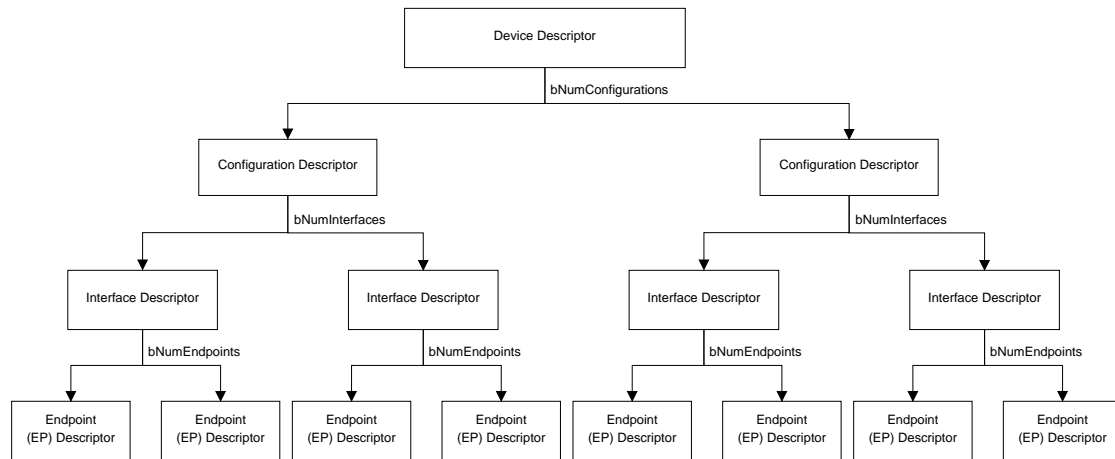 Device Descriptor
bNumConfigurations
Configuration Descriptor
Configuration Descriptor
bNumInterfaces
bNumInterfaces
Interface Descriptor
Interface Descriptor
Interface Descriptor
Interface Descriptor
bNumEndpoints
bNumEndpoints
bNumEndpoints
bNumEndpoints
Endpoint
(EP) Descriptor
Endpoint
(EP) Descriptor
Endpoint
(EP) Descriptor
Endpoint
(EP) Descriptor
Endpoint
(EP) Descriptor
Endpoint
(EP) Descriptor
Endpoint
(EP) Descriptor
Endpoint
(EP) Descriptor